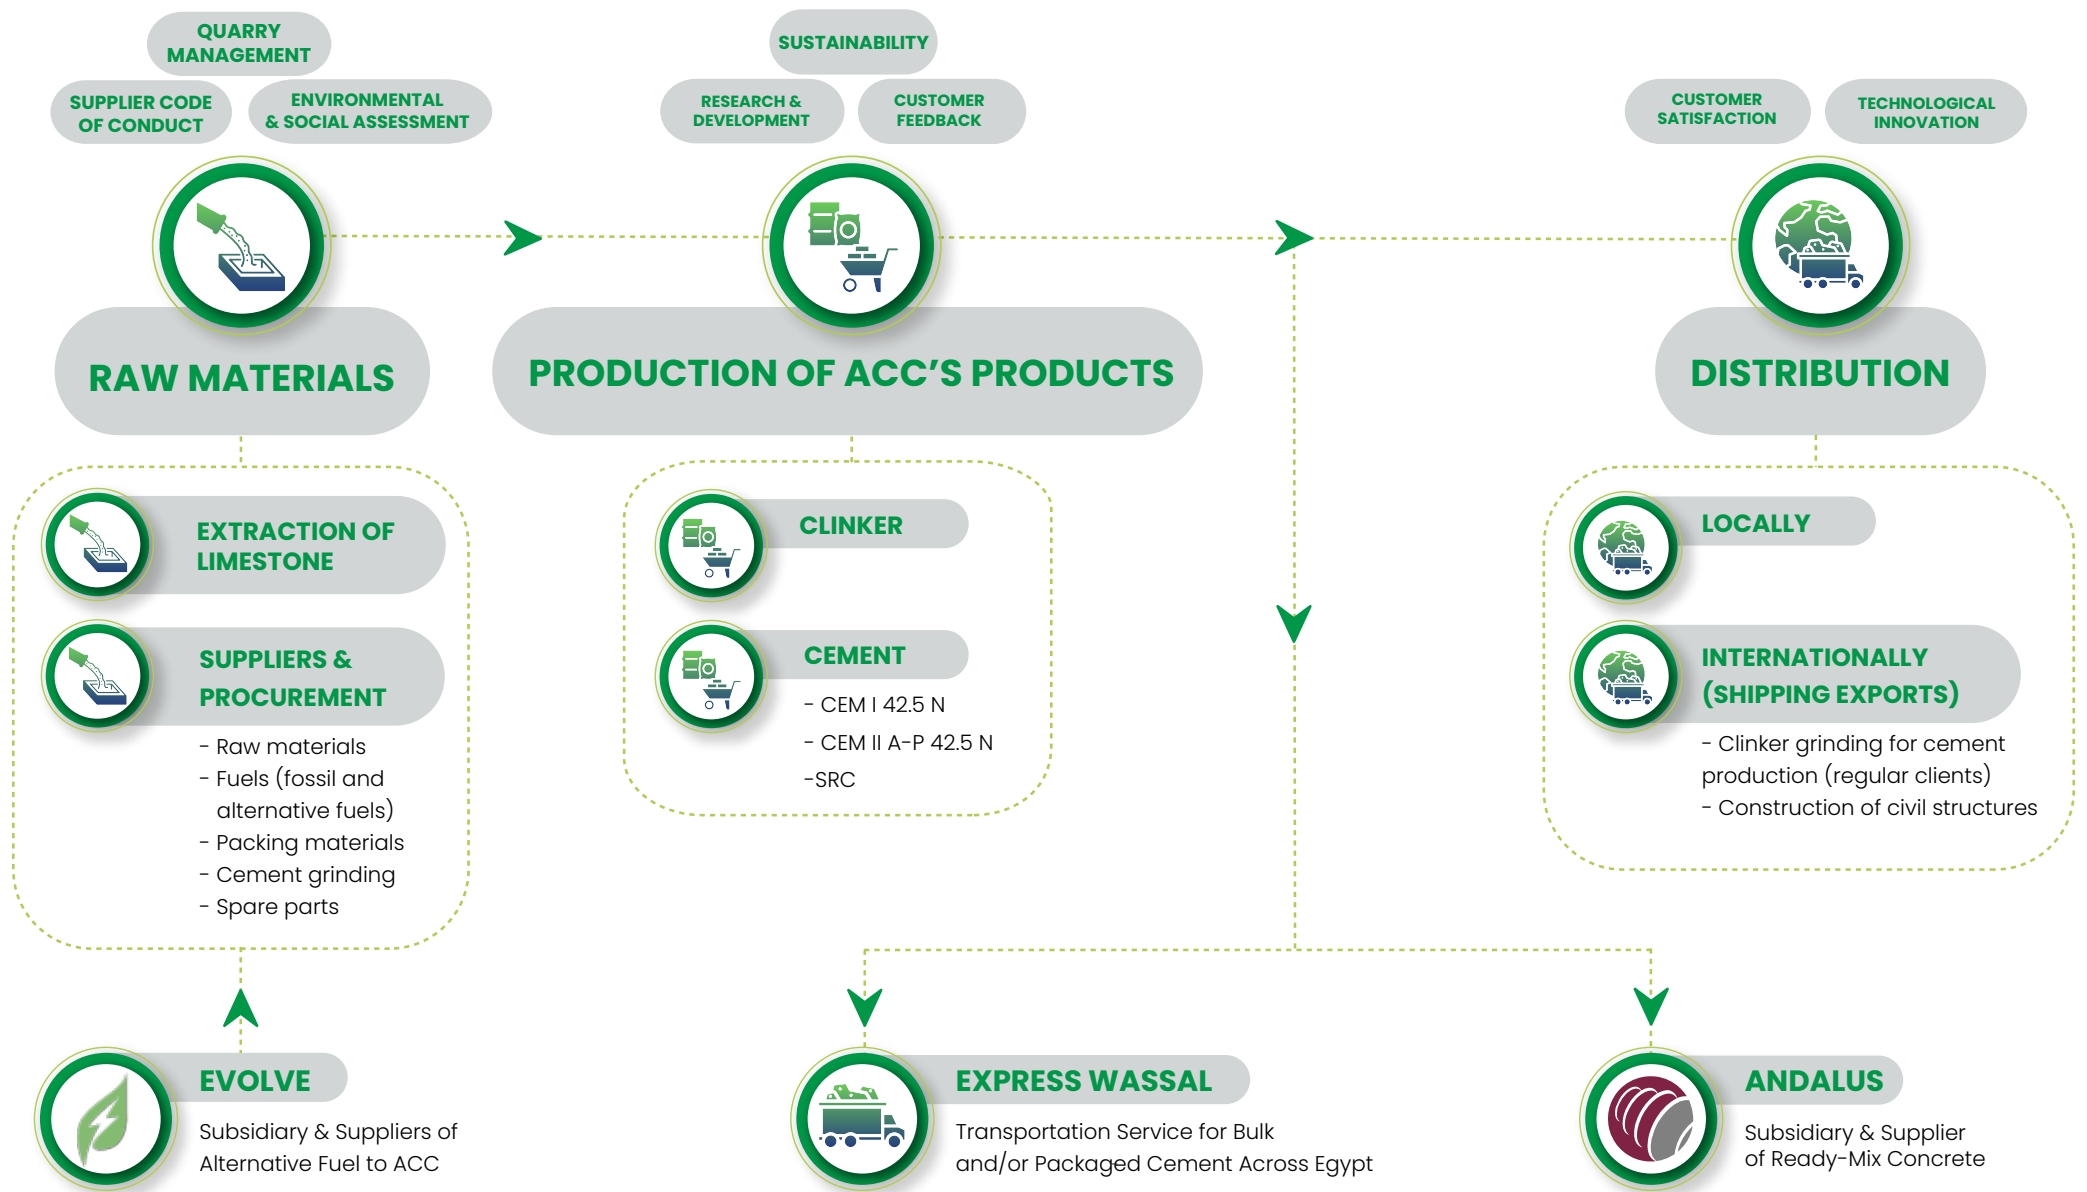 QUARRY
MANAGEMENT
SUPPLIER CODE
OF CONDUCT
ENVIRONMENTAL
& SOCIAL ASSESSMENT
RAW MATERIALS
EXTRACTION OF
LIMESTONE
SUPPLIERS &
PROCUREMENT
- Raw materials
- Fuels (fossil and
alternative fuels)
- Packing materials
- Cement grinding
- Spare parts
EVOLVE
Subsidiary & Suppliers of
Alternative Fuel to ACC
SUSTAINABILITY
RESEARCH &
DEVELOPMENT
CUSTOMER
FEEDBACK
PRODUCTION OF ACC’S PRODUCTS
CLINKER
CEMENT
- CEM I 42.5 N
- CEM II A-P 42.5 N
-SRC
EXPRESS WASSAL
Transportation Service for Bulk
and/or Packaged Cement Across Egypt
CUSTOMER
SATISFACTION
TECHNOLOGICAL
INNOVATION
DISTRIBUTION
LOCALLY
INTERNATIONALLY
(SHIPPING EXPORTS)
- Clinker grinding for cement
production (regular clients)
- Construction of civil structures
ANDALUS
Subsidiary & Supplier
of Ready-Mix Concrete